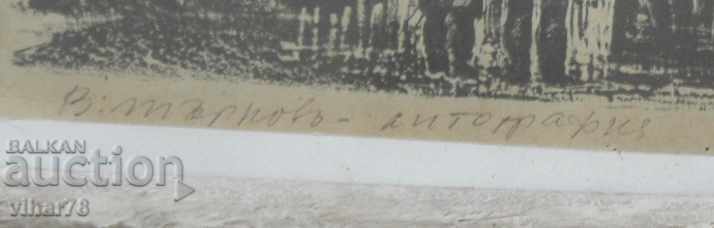 В: Търновъ - литография
BALKAN
auction
vihar78